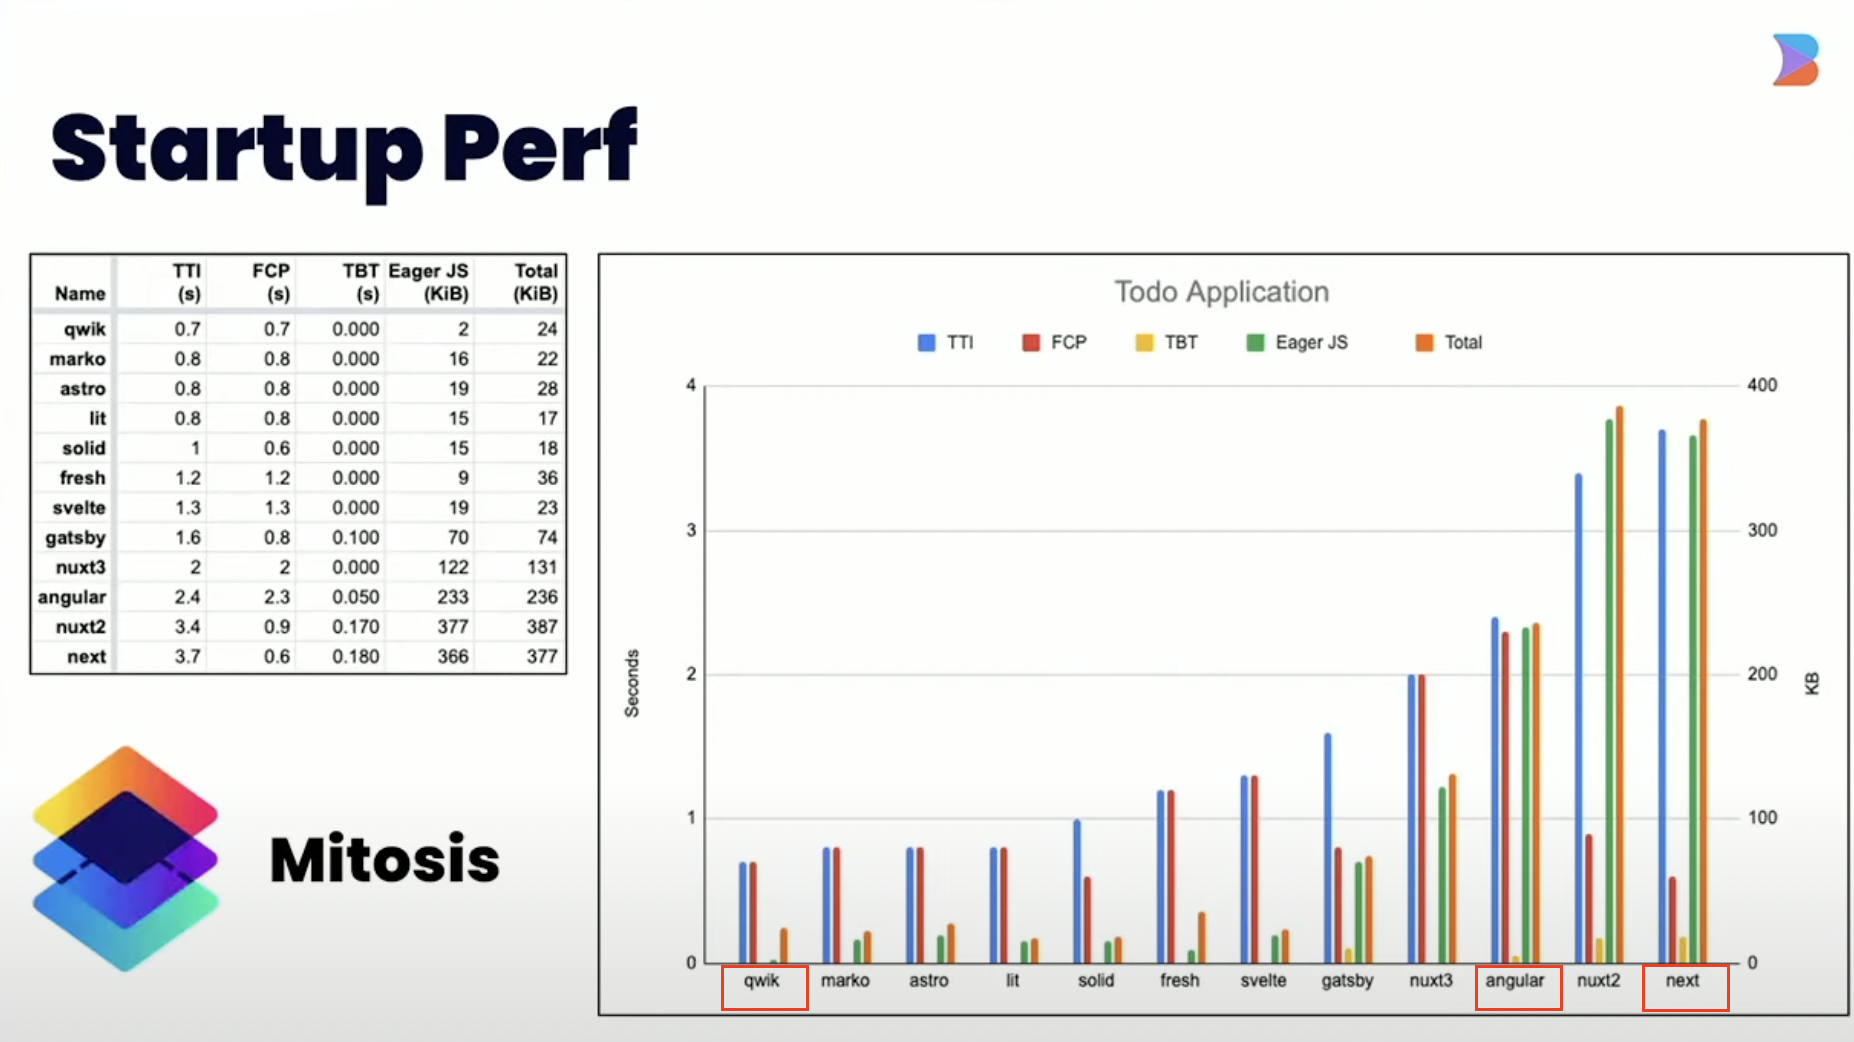 Startup Perf
Name TTI (s) FCP (s) TBT (s) Eager JS (KiB) Total (KiB)
qwik 0.7 0.7 0.000 2 24
marko 0.8 0.8 0.000 16 22
astro 0.8 0.8 0.000 19 28
lit 0.8 0.8 0.000 15 17
solid 1 0.6 0.000 15 18
fresh 1.2 1.2 0.000 9 36
svelte 1.3 1.3 0.000 19 23
gatsby 1.6 0.8 0.100 70 74
nuxt3 2 2 0.000 122 131
angular 2.4 2.3 0.050 233 236
nuxt2 3.4 0.9 0.170 377 387
next 3.7 0.6 0.180 366 377
Mitosis
Todo Application
TTI FCP TBT Eager JS Total
4 400
3 300
2 200
1 100
0 0
Seconds
KB
qwik marko astro lit solid fresh svelte gatsby nuxt3 angular nuxt2 next